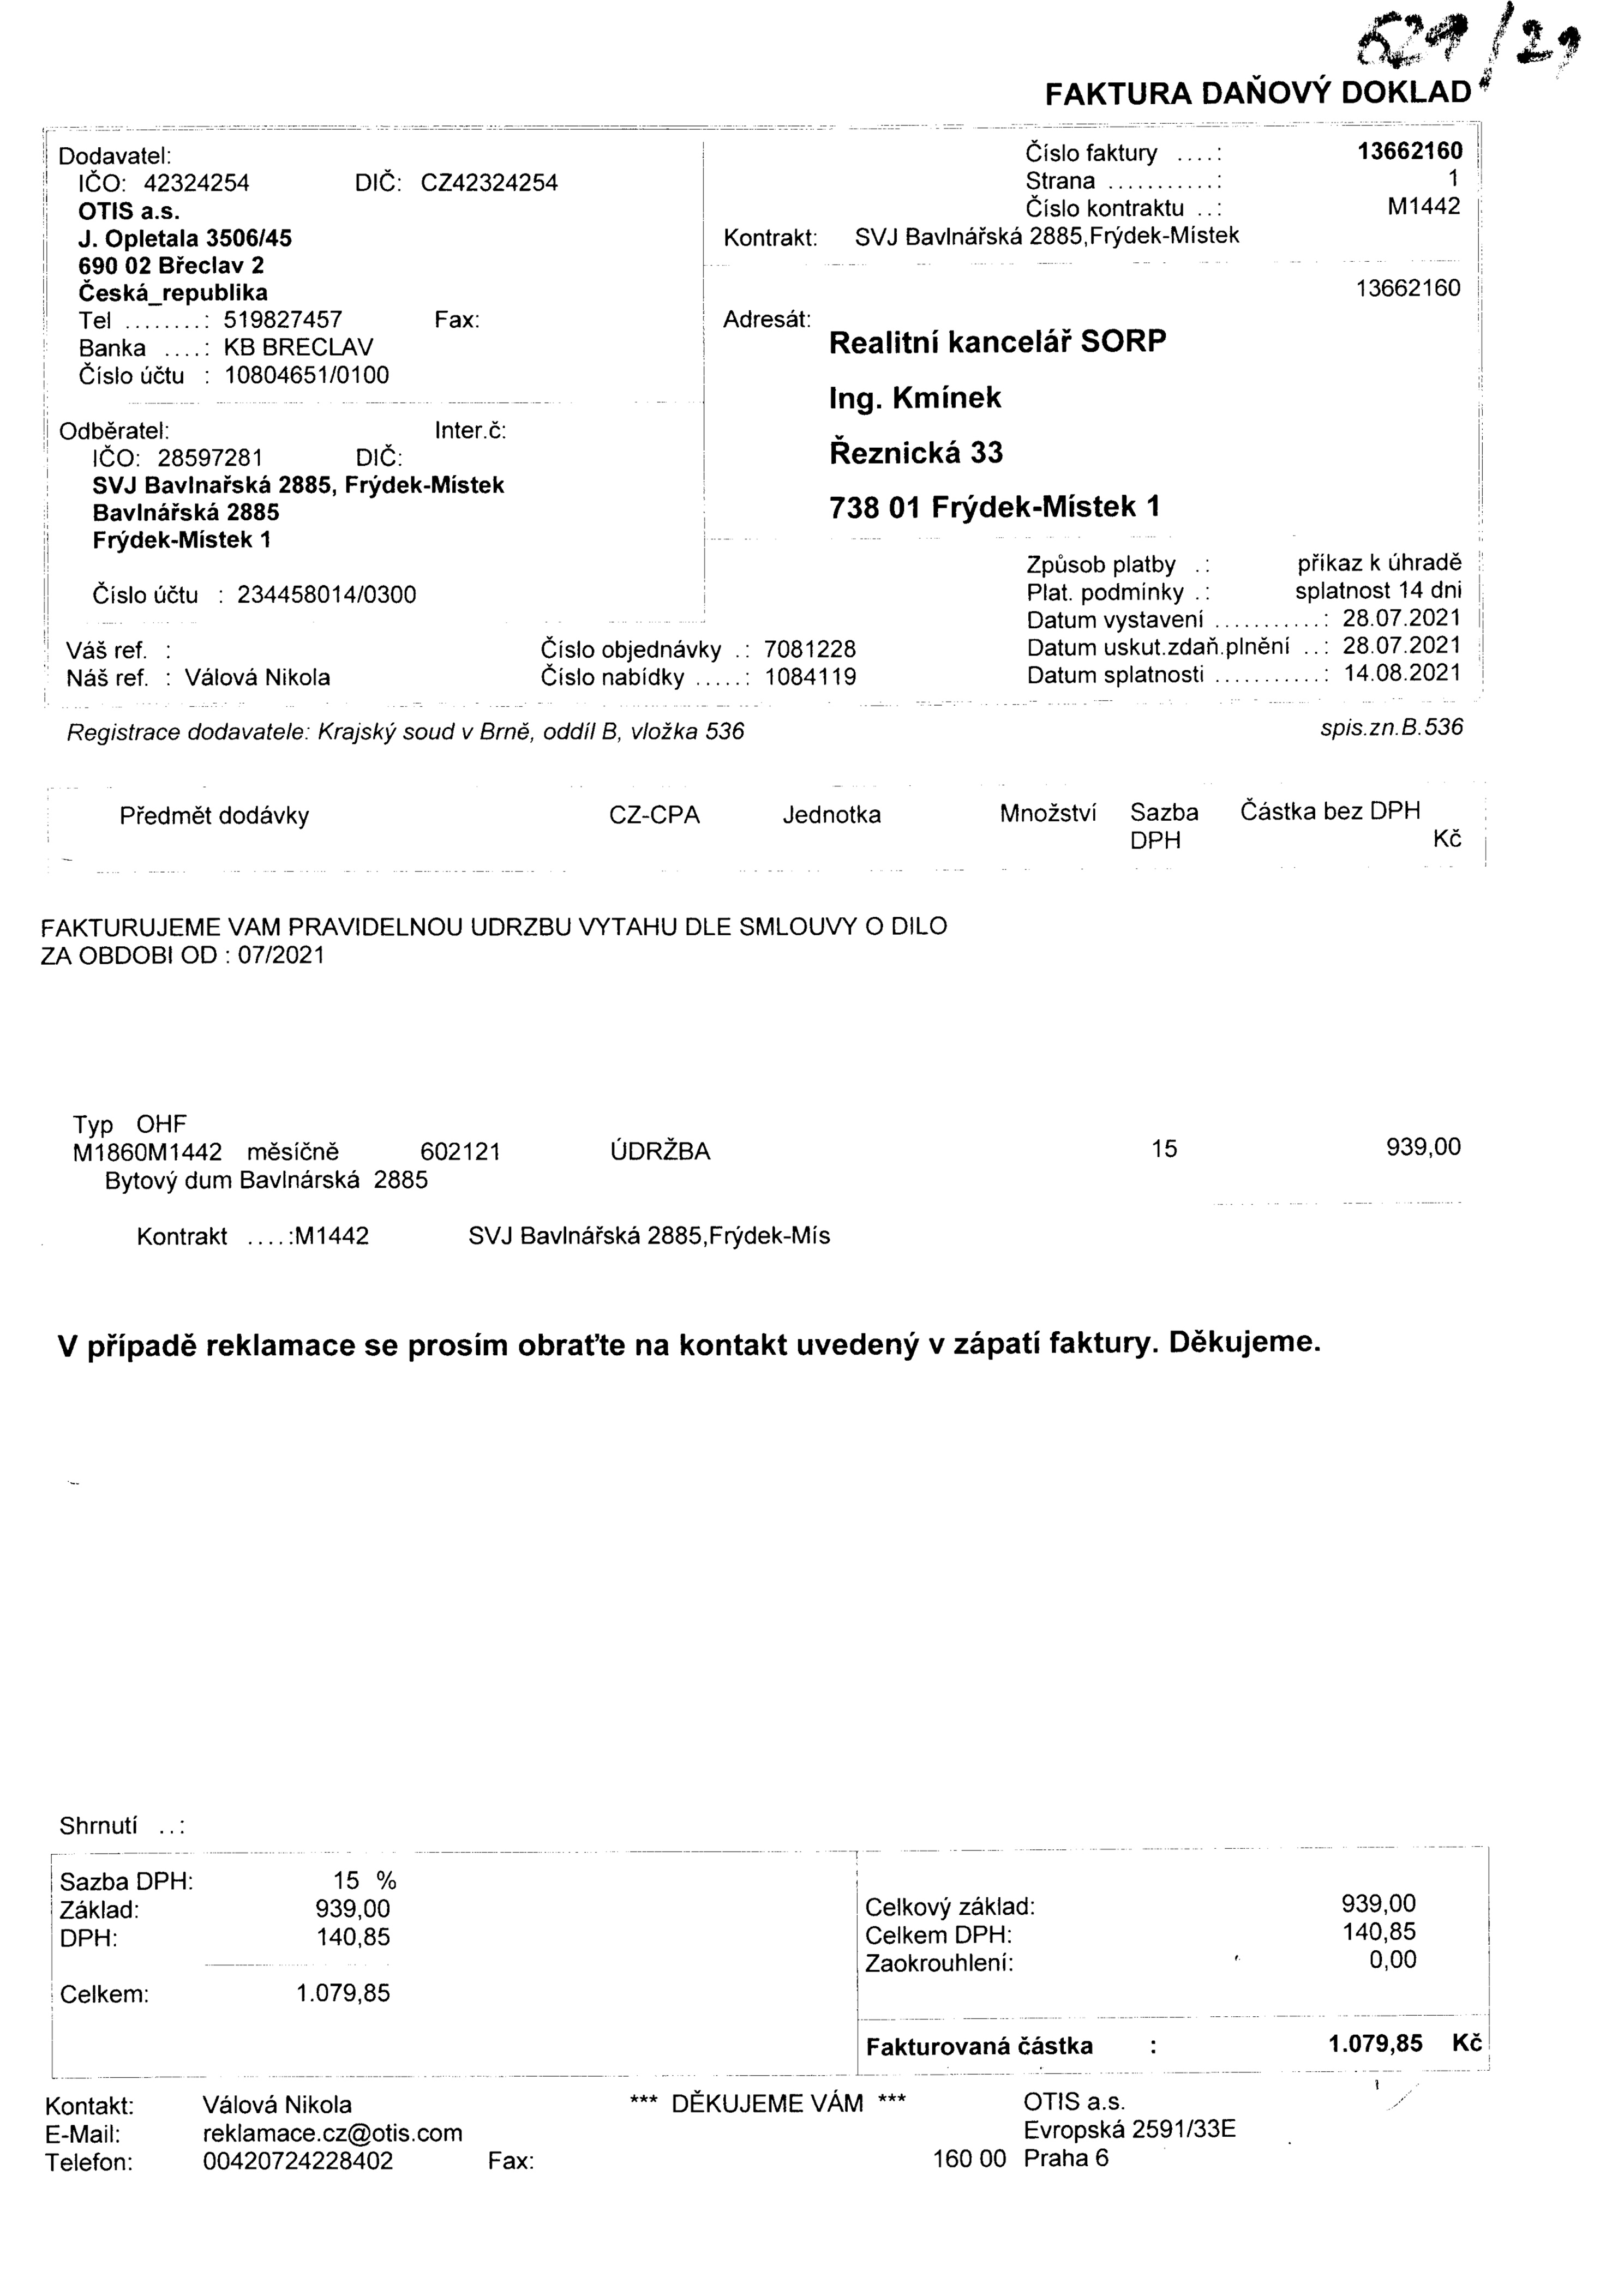 FAKTURA DAŇOVÝ DOKLAD
Dodavatel:
IČO: 42324254 DIČ: CZ42324254
OTIS a.s.
J. Opletala 3506/45
690 02 Břeclav 2
Česká_republika
Tel ........: 519827457 Fax:
Banka ....: KB BRECLAV
Číslo účtu : 10804651/0100
Číslo faktury ....: 13662160
Strana ...........: 1
Číslo kontraktu ..: M1442
Kontrakt: SVJ Bavlnářská 2885,Frýdek-Místek
13662160
Adresát:
Realitní kancelář SORP
Ing. Kmínek
Řeznická 33
738 01 Frýdek-Místek 1
Odběratel: Inter.č:
IČO: 28597281 DIČ:
SVJ Bavlnařská 2885, Frýdek-Místek
Bavlnářská 2885
Frýdek-Místek 1
Číslo účtu : 234458014/0300
Způsob platby .: příkaz k úhradě
Plat. podmínky .: splatnost 14 dni
Datum vystavení ...........: 28.07.2021
Datum uskut.zdaň.plnění ..: 28.07.2021
Datum splatnosti ...........: 14.08.2021
Váš ref. : Číslo objednávky .: 7081228
Náš ref. : Válová Nikola Číslo nabídky .....: 1084119
Registrace dodavatele: Krajský soud v Brně, oddíl B, vložka 536 spis.zn.B.536
Předmět dodávky CZ-CPA Jednotka Množství Sazba Částka bez DPH
DPH Kč
FAKTURUJEME VAM PRAVIDELNOU UDRZBU VYTAHU DLE SMLOUVY O DILO
ZA OBDOBI OD : 07/2021
Typ OHF
M1860M1442 měsíčně 602121 ÚDRŽBA 15 939,00
Bytový dum Bavlnárská 2885
Kontrakt ....:M1442 SVJ Bavlnářská 2885,Frýdek-Mís
V případě reklamace se prosím obraťte na kontakt uvedený v zápatí faktury. Děkujeme.
Shrnutí ..:
Sazba DPH: 15 %
Základ: 939,00
DPH: 140,85
Celkem: 1.079,85
Celkový základ: 939,00
Celkem DPH: 140,85
Zaokrouhlení: 0,00
Fakturovaná částka : 1.079,85 Kč
Kontakt: Válová Nikola *** DĚKUJEME VÁM *** OTIS a.s.
E-Mail: reklamace.cz@otis.com Evropská 2591/33E
Telefon: 00420724228402 Fax: 160 00 Praha 6